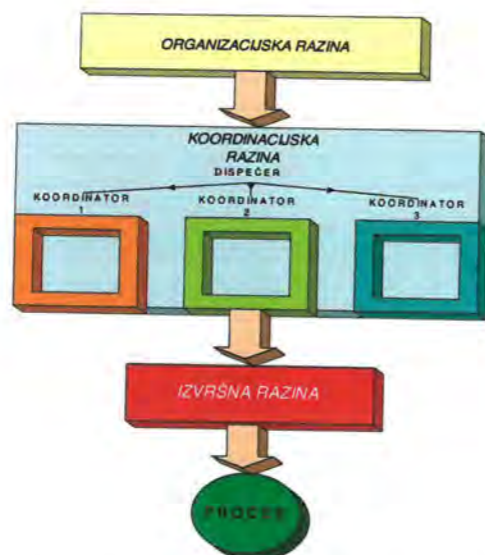 ORGANIZACIJSKA RAZINA
KOORDINACIJSKA
RAZINA
DISPEČER
KOORDINATOR
1
KOORDINATOR
2
KOORDINATOR
3
IZVRŠNA RAZINA
PROCES